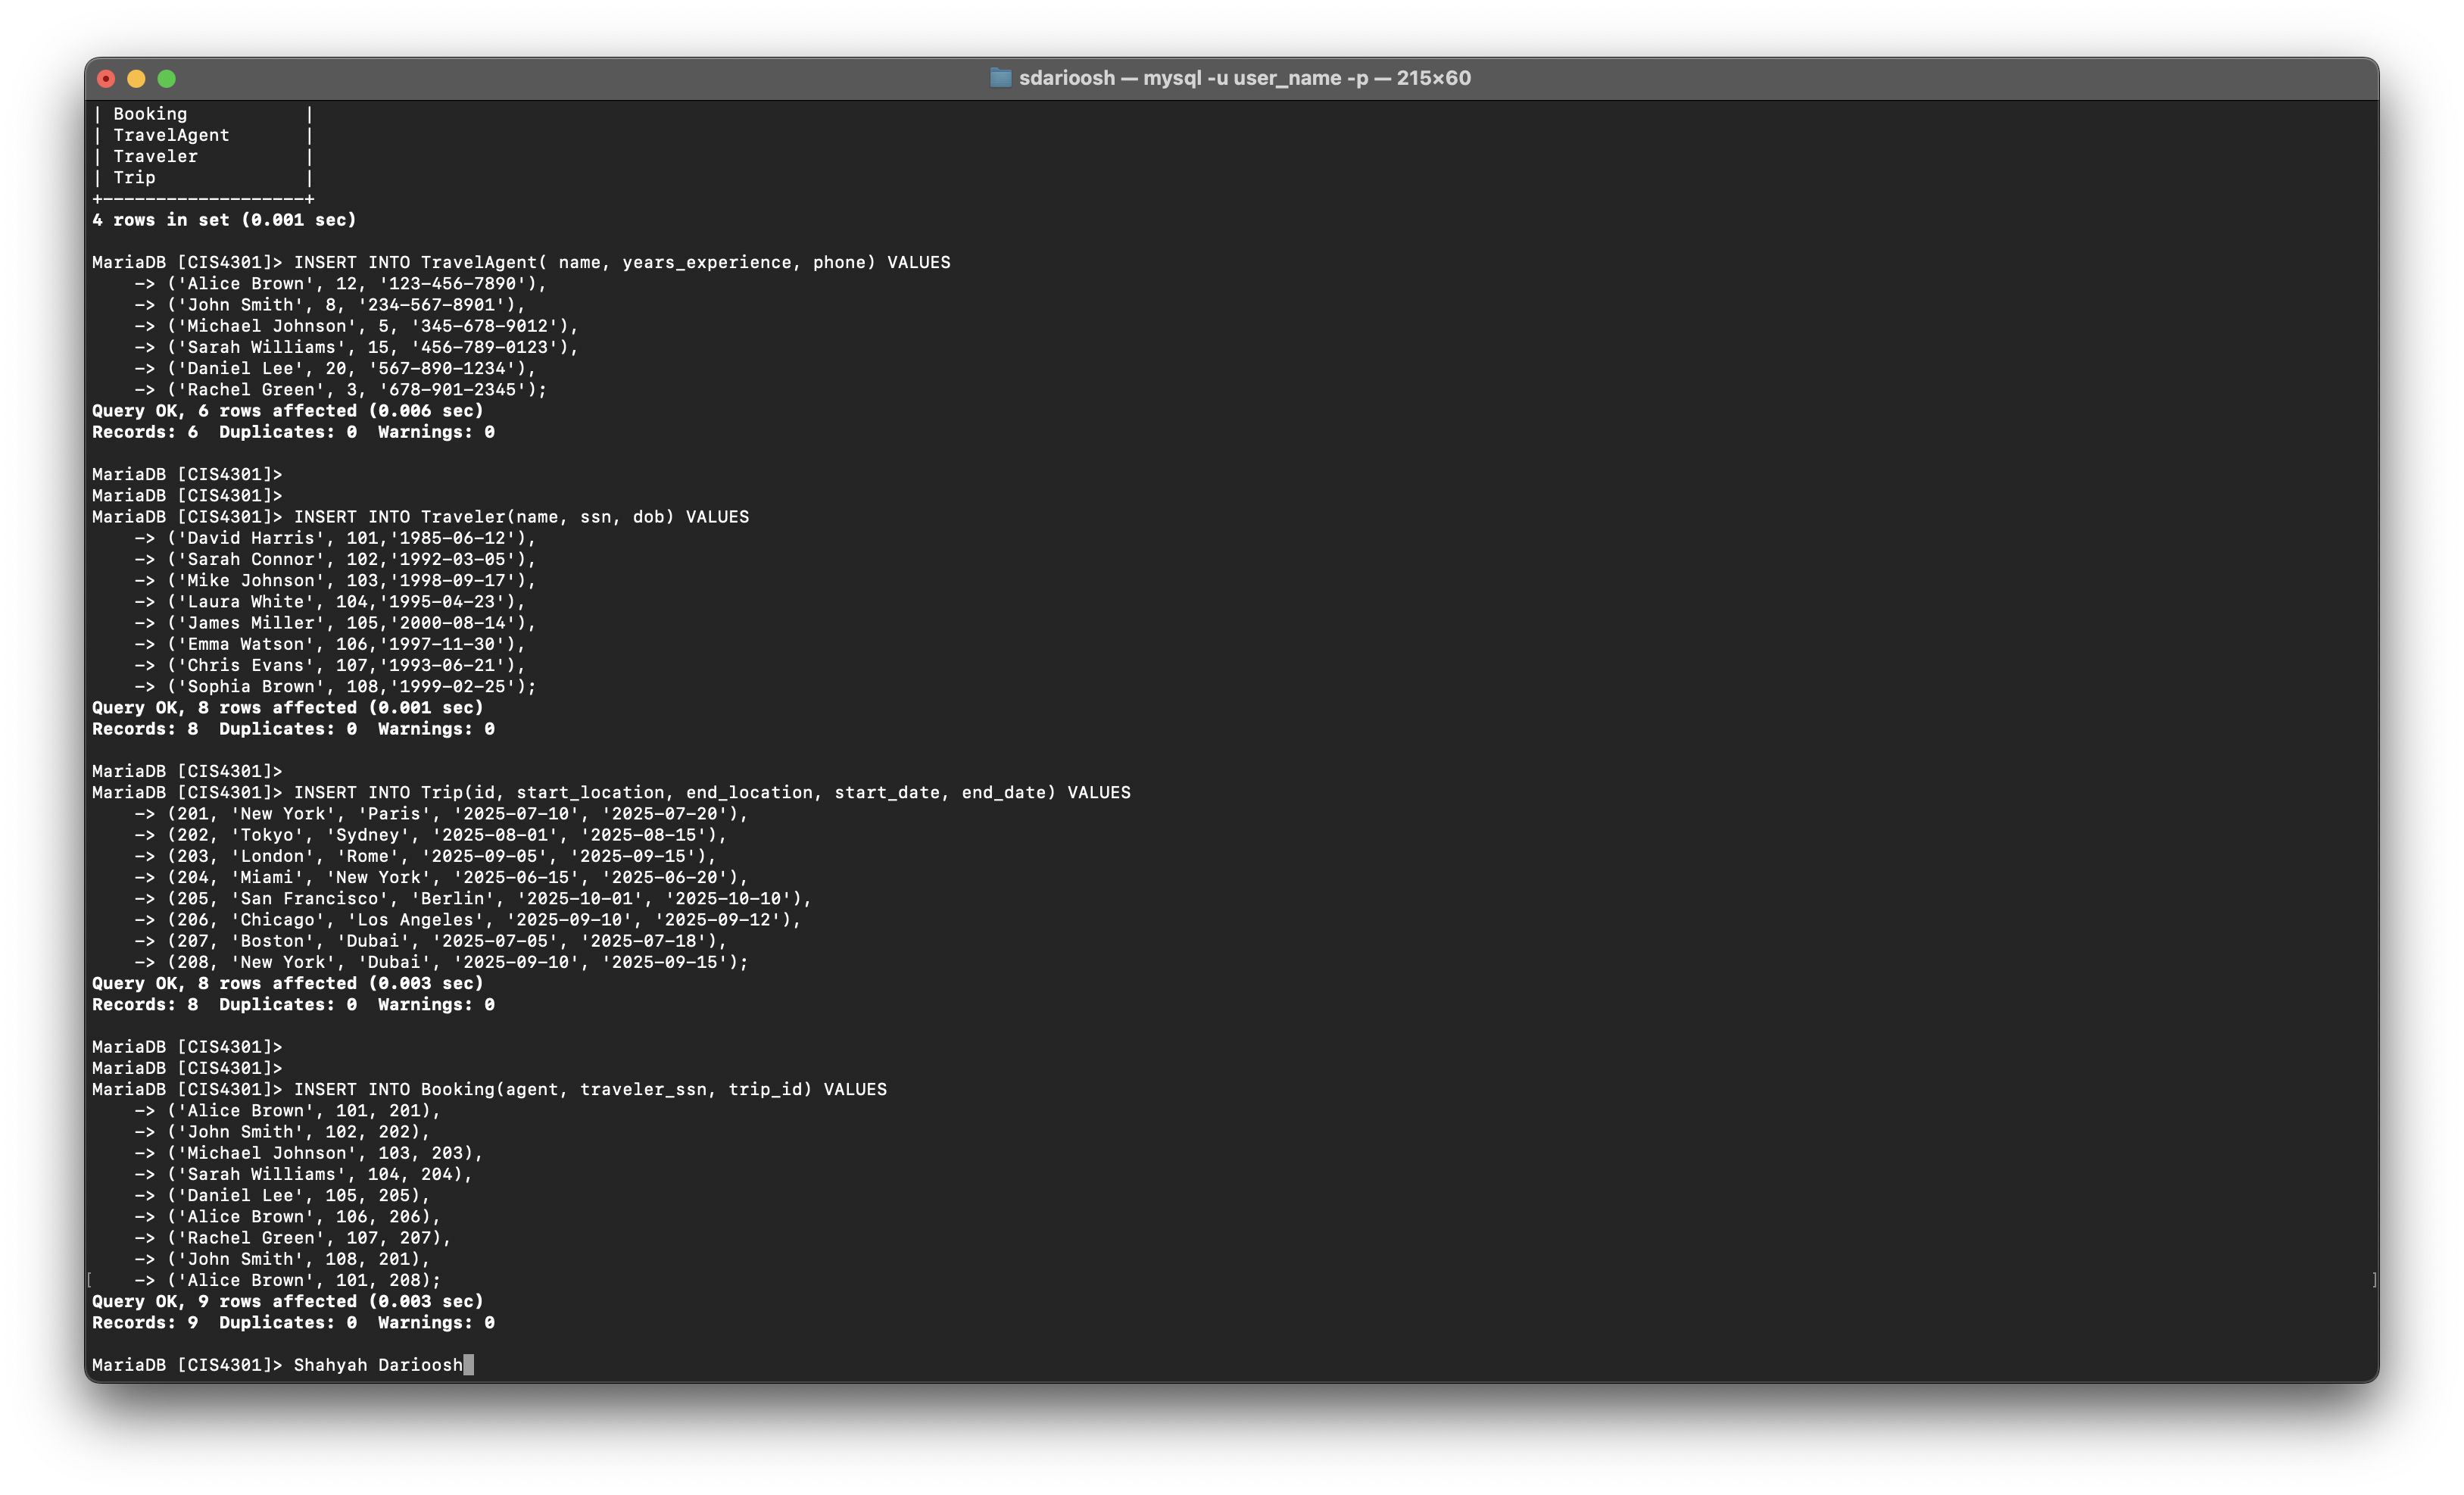 sdarioosh — mysql -u user_name -p — 215×60
| Booking           |
| TravelAgent       |
| Traveler          |
| Trip              |
+-------------------+
4 rows in set (0.001 sec)
MariaDB [CIS4301]> INSERT INTO TravelAgent( name, years_experience, phone) VALUES
    -> ('Alice Brown', 12, '123-456-7890'),
    -> ('John Smith', 8, '234-567-8901'),
    -> ('Michael Johnson', 5, '345-678-9012'),
    -> ('Sarah Williams', 15, '456-789-0123'),
    -> ('Daniel Lee', 20, '567-890-1234'),
    -> ('Rachel Green', 3, '678-901-2345');
Query OK, 6 rows affected (0.006 sec)
Records: 6  Duplicates: 0  Warnings: 0
MariaDB [CIS4301]>
MariaDB [CIS4301]>
MariaDB [CIS4301]> INSERT INTO Traveler(name, ssn, dob) VALUES
    -> ('David Harris', 101,'1985-06-12'),
    -> ('Sarah Connor', 102,'1992-03-05'),
    -> ('Mike Johnson', 103,'1998-09-17'),
    -> ('Laura White', 104,'1995-04-23'),
    -> ('James Miller', 105,'2000-08-14'),
    -> ('Emma Watson', 106,'1997-11-30'),
    -> ('Chris Evans', 107,'1993-06-21'),
    -> ('Sophia Brown', 108,'1999-02-25');
Query OK, 8 rows affected (0.001 sec)
Records: 8  Duplicates: 0  Warnings: 0
MariaDB [CIS4301]>
MariaDB [CIS4301]> INSERT INTO Trip(id, start_location, end_location, start_date, end_date) VALUES
    -> (201, 'New York', 'Paris', '2025-07-10', '2025-07-20'),
    -> (202, 'Tokyo', 'Sydney', '2025-08-01', '2025-08-15'),
    -> (203, 'London', 'Rome', '2025-09-05', '2025-09-15'),
    -> (204, 'Miami', 'New York', '2025-06-15', '2025-06-20'),
    -> (205, 'San Francisco', 'Berlin', '2025-10-01', '2025-10-10'),
    -> (206, 'Chicago', 'Los Angeles', '2025-09-10', '2025-09-12'),
    -> (207, 'Boston', 'Dubai', '2025-07-05', '2025-07-18'),
    -> (208, 'New York', 'Dubai', '2025-09-10', '2025-09-15');
Query OK, 8 rows affected (0.003 sec)
Records: 8  Duplicates: 0  Warnings: 0
MariaDB [CIS4301]>
MariaDB [CIS4301]>
MariaDB [CIS4301]> INSERT INTO Booking(agent, traveler_ssn, trip_id) VALUES
    -> ('Alice Brown', 101, 201),
    -> ('John Smith', 102, 202),
    -> ('Michael Johnson', 103, 203),
    -> ('Sarah Williams', 104, 204),
    -> ('Daniel Lee', 105, 205),
    -> ('Alice Brown', 106, 206),
    -> ('Rachel Green', 107, 207),
    -> ('John Smith', 108, 201),
[    -> ('Alice Brown', 101, 208); ]
Query OK, 9 rows affected (0.003 sec)
Records: 9  Duplicates: 0  Warnings: 0
MariaDB [CIS4301]> Shahyah Darioosh